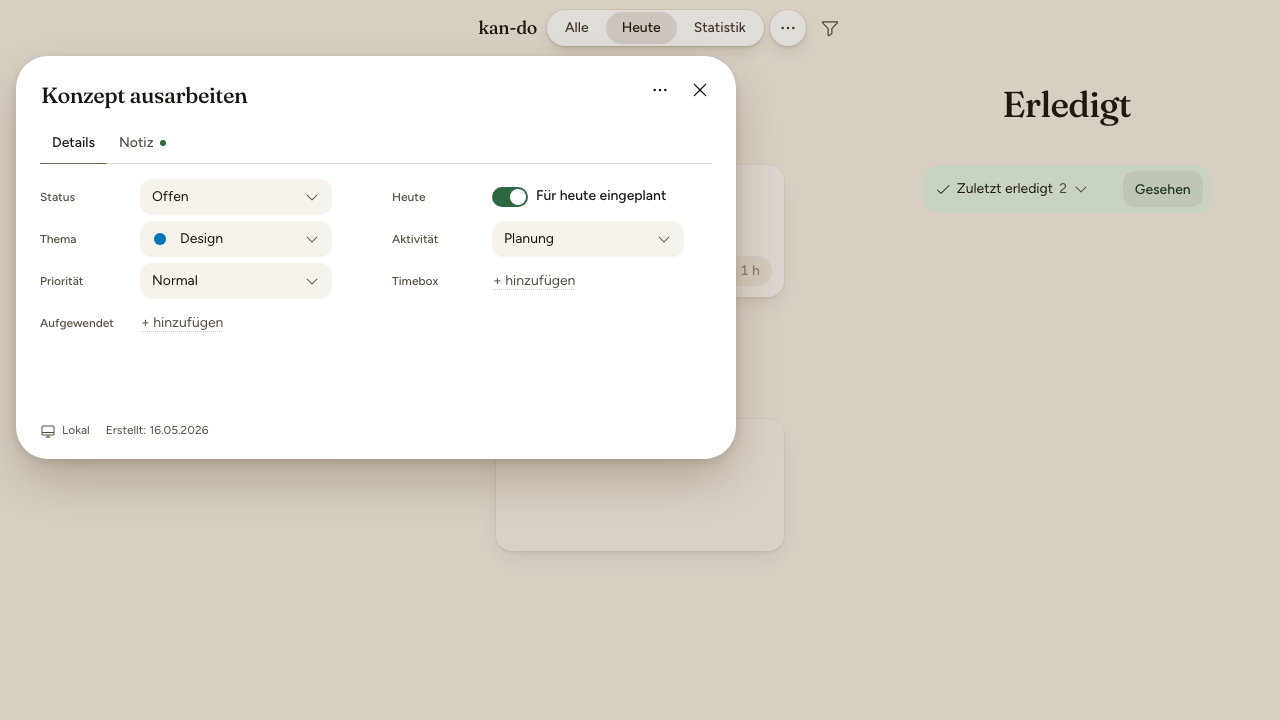 kan-do
Alle
Heute
Statistik
Konzept ausarbeiten
Details
Notiz
Status
Offen
Heute
Für heute eingeplant
Thema
Design
Aktivität
Planung
Priorität
Normal
Timebox
+ hinzufügen
Aufgewendet
+ hinzufügen
Lokal
Erstellt: 16.05.2026
1 h
Erledigt
Zuletzt erledigt 2
Gesehen